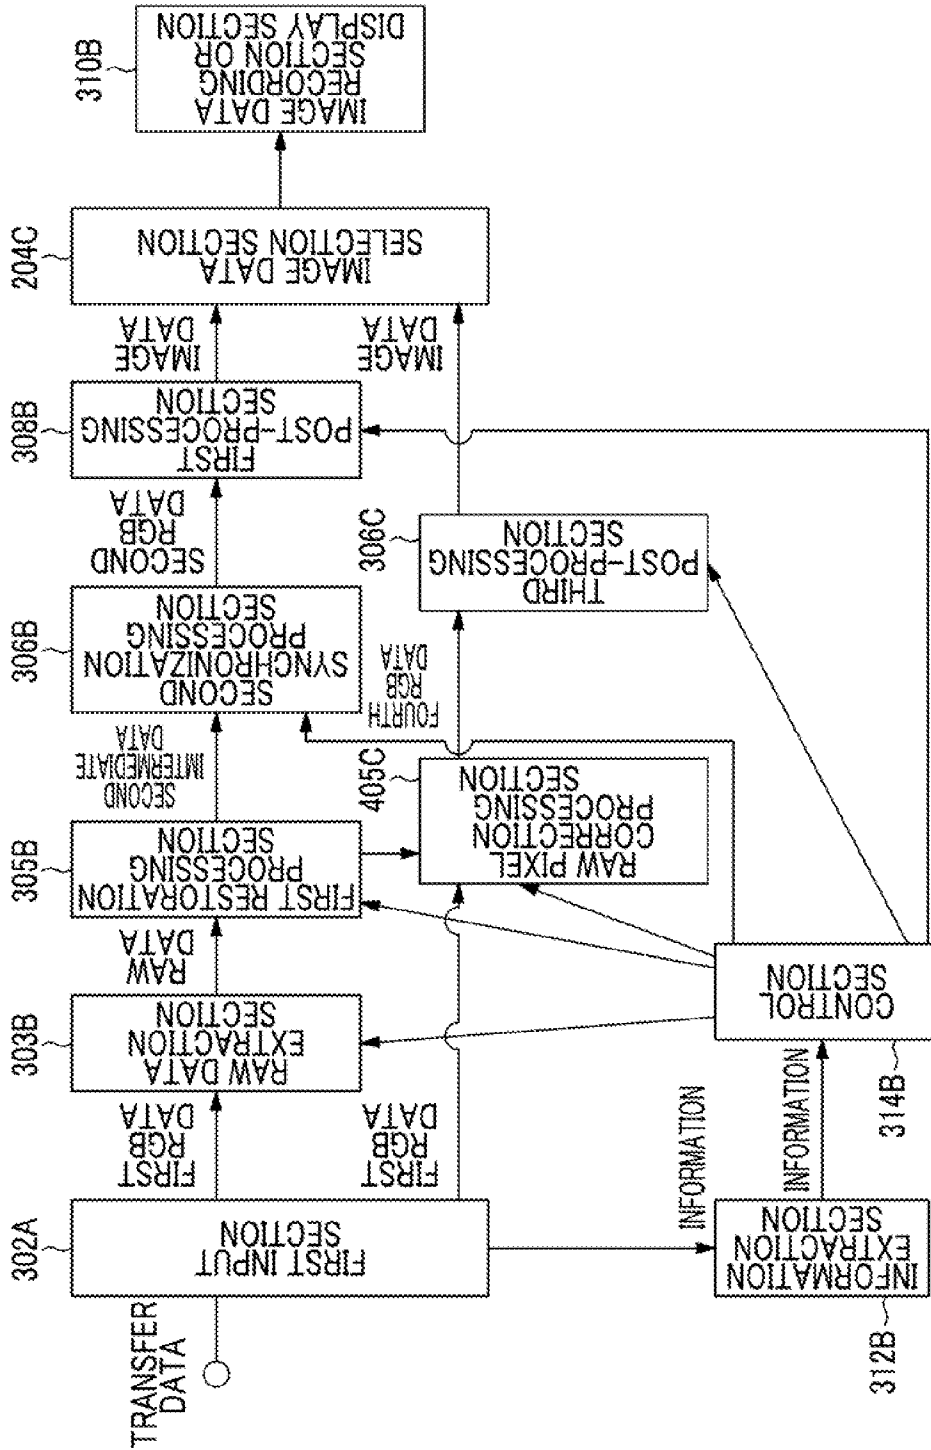 TRANSFER
DATA
302A
FIRST INPUT
SECTION
FIRST
RGB
DATA
303B
RAW DATA
EXTRACTION
SECTION
RAW
DATA
305B
FIRST RESTORATION
PROCESSING
SECTION
SECOND
IMTERMEDIATE
DATA
306B
SECOND
SYNCHRONIZATION
PROCESSING
SECTION
SECOND
RGB
DATA
308B
FIRST
POST-PROCESSING
SECTION
IMAGE
DATA
204C
IMAGE DATA
SELECTION SECTION
310B
IMAGE DATA
RECORDING
SECTION OR
DISPLAY SECTION
FIRST
RGB
DATA
405C
RAW PIXEL
CORRECTION
PROCESSING
SECTION
FOURTH
RGB
DATA
306C
THIRD
POST-PROCESSING
SECTION
IMAGE
DATA
INFORMATION
312B
INFORMATION
EXTRACTION
SECTION
INFORMATION
314B
CONTROL
SECTION